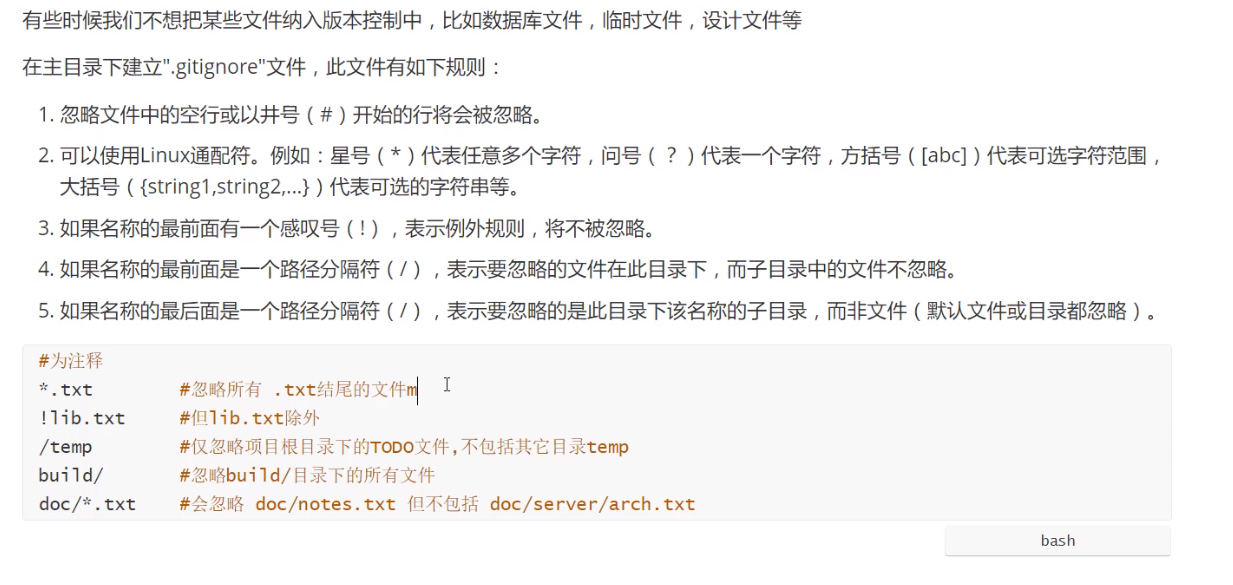 有些时候我们不想把某些文件纳入版本控制中，比如数据库文件，临时文件，设计文件等
在主目录下建立".gitignore"文件，此文件有如下规则：
1. 忽略文件中的空行或以井号（#）开始的行将会被忽略。
2. 可以使用Linux通配符。例如：星号（*）代表任意多个字符，问号（？）代表一个字符，方括号（[abc]）代表可选字符范围，
大括号（{string1,string2,...}）代表可选的字符串等。
3. 如果名称的最前面有一个感叹号（!），表示例外规则，将不被忽略。
4. 如果名称的最前面是一个路径分隔符（/），表示要忽略的文件在此目录下，而子目录中的文件不忽略。
5. 如果名称的最后面是一个路径分隔符（/），表示要忽略的是此目录下该名称的子目录，而非文件（默认文件或目录都忽略）。
#为注释
*.txt #忽略所有 .txt结尾的文件m
!lib.txt #但lib.txt除外
/temp #仅忽略项目根目录下的TODO文件,不包括其它目录temp
build/ #忽略build/目录下的所有文件
doc/*.txt #会忽略 doc/notes.txt 但不包括 doc/server/arch.txt
bash